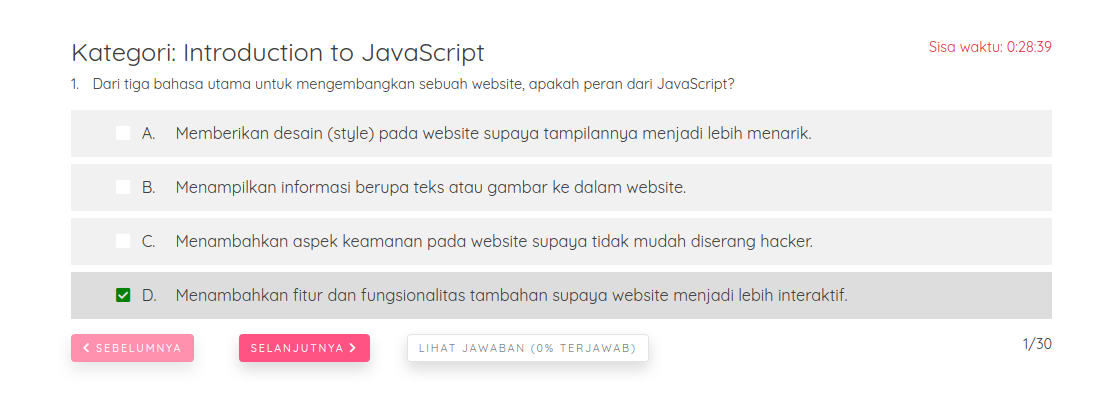 Kategori: Introduction to JavaScript
Sisa waktu: 0:28:39
1. Dari tiga bahasa utama untuk mengembangkan sebuah website, apakah peran dari JavaScript?
A. Memberikan desain (style) pada website supaya tampilannya menjadi lebih menarik.
B. Menampilkan informasi berupa teks atau gambar ke dalam website.
C. Menambahkan aspek keamanan pada website supaya tidak mudah diserang hacker.
D. Menambahkan fitur dan fungsionalitas tambahan supaya website menjadi lebih interaktif.
SEBELUMNYA
SELANJUTNYA
LIHAT JAWABAN (0% TERJAWAB)
1/30